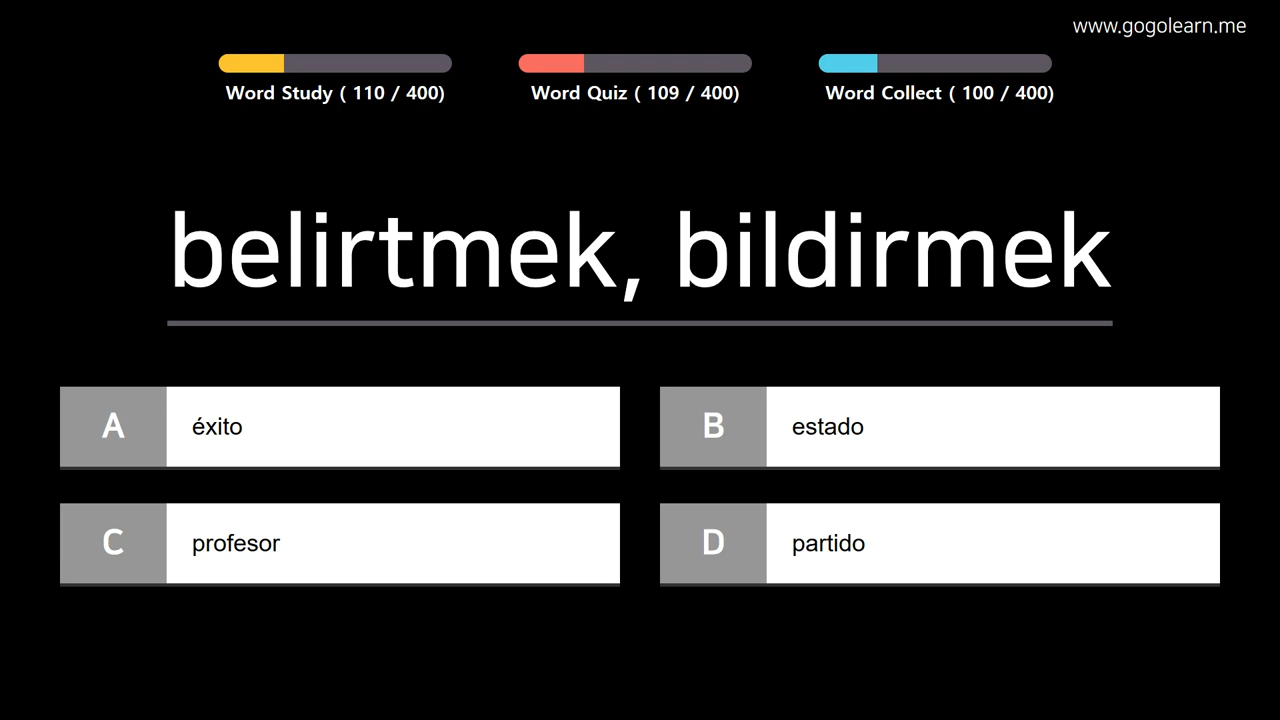 www.gogolearn.me
Word Study ( 110 / 400)
Word Quiz ( 109 / 400)
Word Collect ( 100 / 400)
belirtmek, bildirmek
A éxito
B estado
C profesor
D partido